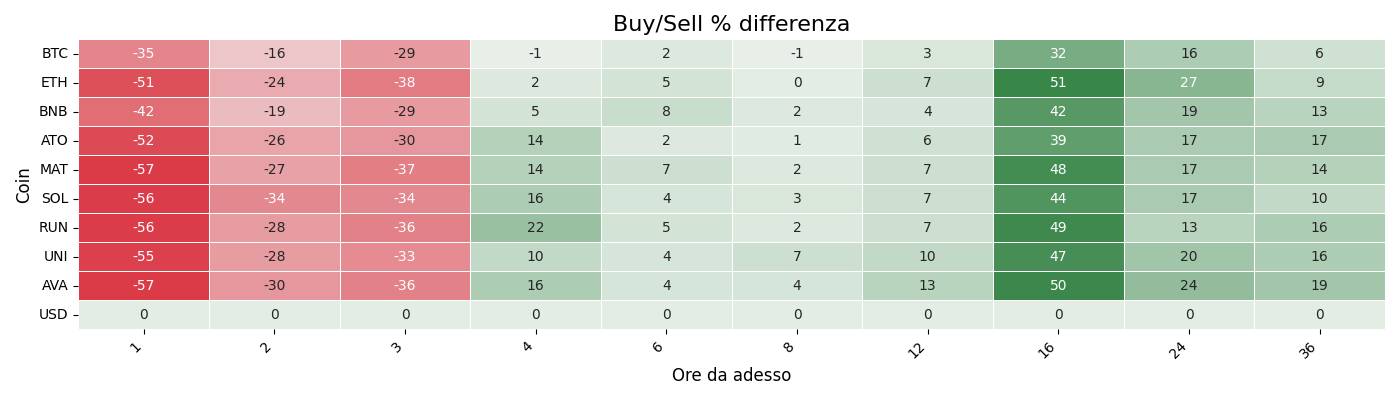 Buy/Sell % differenza
Coin
BTC -35 -16 -29 -1 2 -1 3 32 16 6
ETH -51 -24 -38 2 5 0 7 51 27 9
BNB -42 -19 -29 5 8 2 4 42 19 13
ATO -52 -26 -30 14 2 1 6 39 17 17
MAT -57 -27 -37 14 7 2 7 48 17 14
SOL -56 -34 -34 16 4 3 7 44 17 10
RUN -56 -28 -36 22 5 2 7 49 13 16
UNI -55 -28 -33 10 4 7 10 47 20 16
AVA -57 -30 -36 16 4 4 13 50 24 19
USD 0 0 0 0 0 0 0 0 0 0
1 2 3 4 6 8 12 16 24 36
Ore da adesso